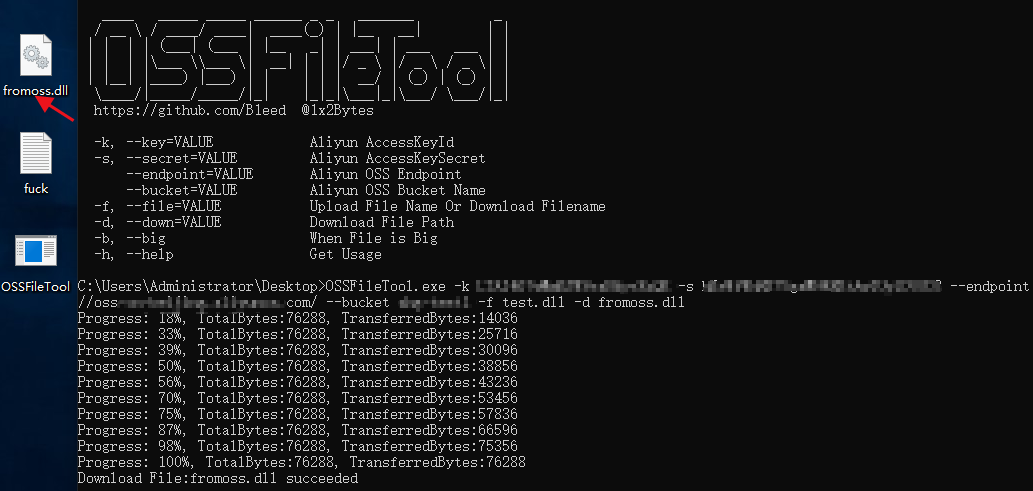 fromoss.dll
fuck
OSSFileTool
OSSFileTool
https://github.com/Bleed  @1x2Bytes
-k, --key=VALUE            Aliyun AccessKeyId
-s, --secret=VALUE         Aliyun AccessKeySecret
    --endpoint=VALUE       Aliyun OSS Endpoint
    --bucket=VALUE         Aliyun OSS Bucket Name
-f, --file=VALUE           Upload File Name Or Download Filename
-d, --down=VALUE           Download File Path
-b, --big                  When File is Big
-h, --help                 Get Usage
C:\Users\Administrator\Desktop>OSSFileTool.exe -k -s --endpoint
//oss .com/ --bucket -f test.dll -d fromoss.dll
Progress: 18%, TotalBytes:76288, TransferredBytes:14036
Progress: 33%, TotalBytes:76288, TransferredBytes:25716
Progress: 39%, TotalBytes:76288, TransferredBytes:30096
Progress: 50%, TotalBytes:76288, TransferredBytes:38856
Progress: 56%, TotalBytes:76288, TransferredBytes:43236
Progress: 70%, TotalBytes:76288, TransferredBytes:53456
Progress: 75%, TotalBytes:76288, TransferredBytes:57836
Progress: 87%, TotalBytes:76288, TransferredBytes:66596
Progress: 98%, TotalBytes:76288, TransferredBytes:75356
Progress: 100%, TotalBytes:76288, TransferredBytes:76288
Download File:fromoss.dll succeeded